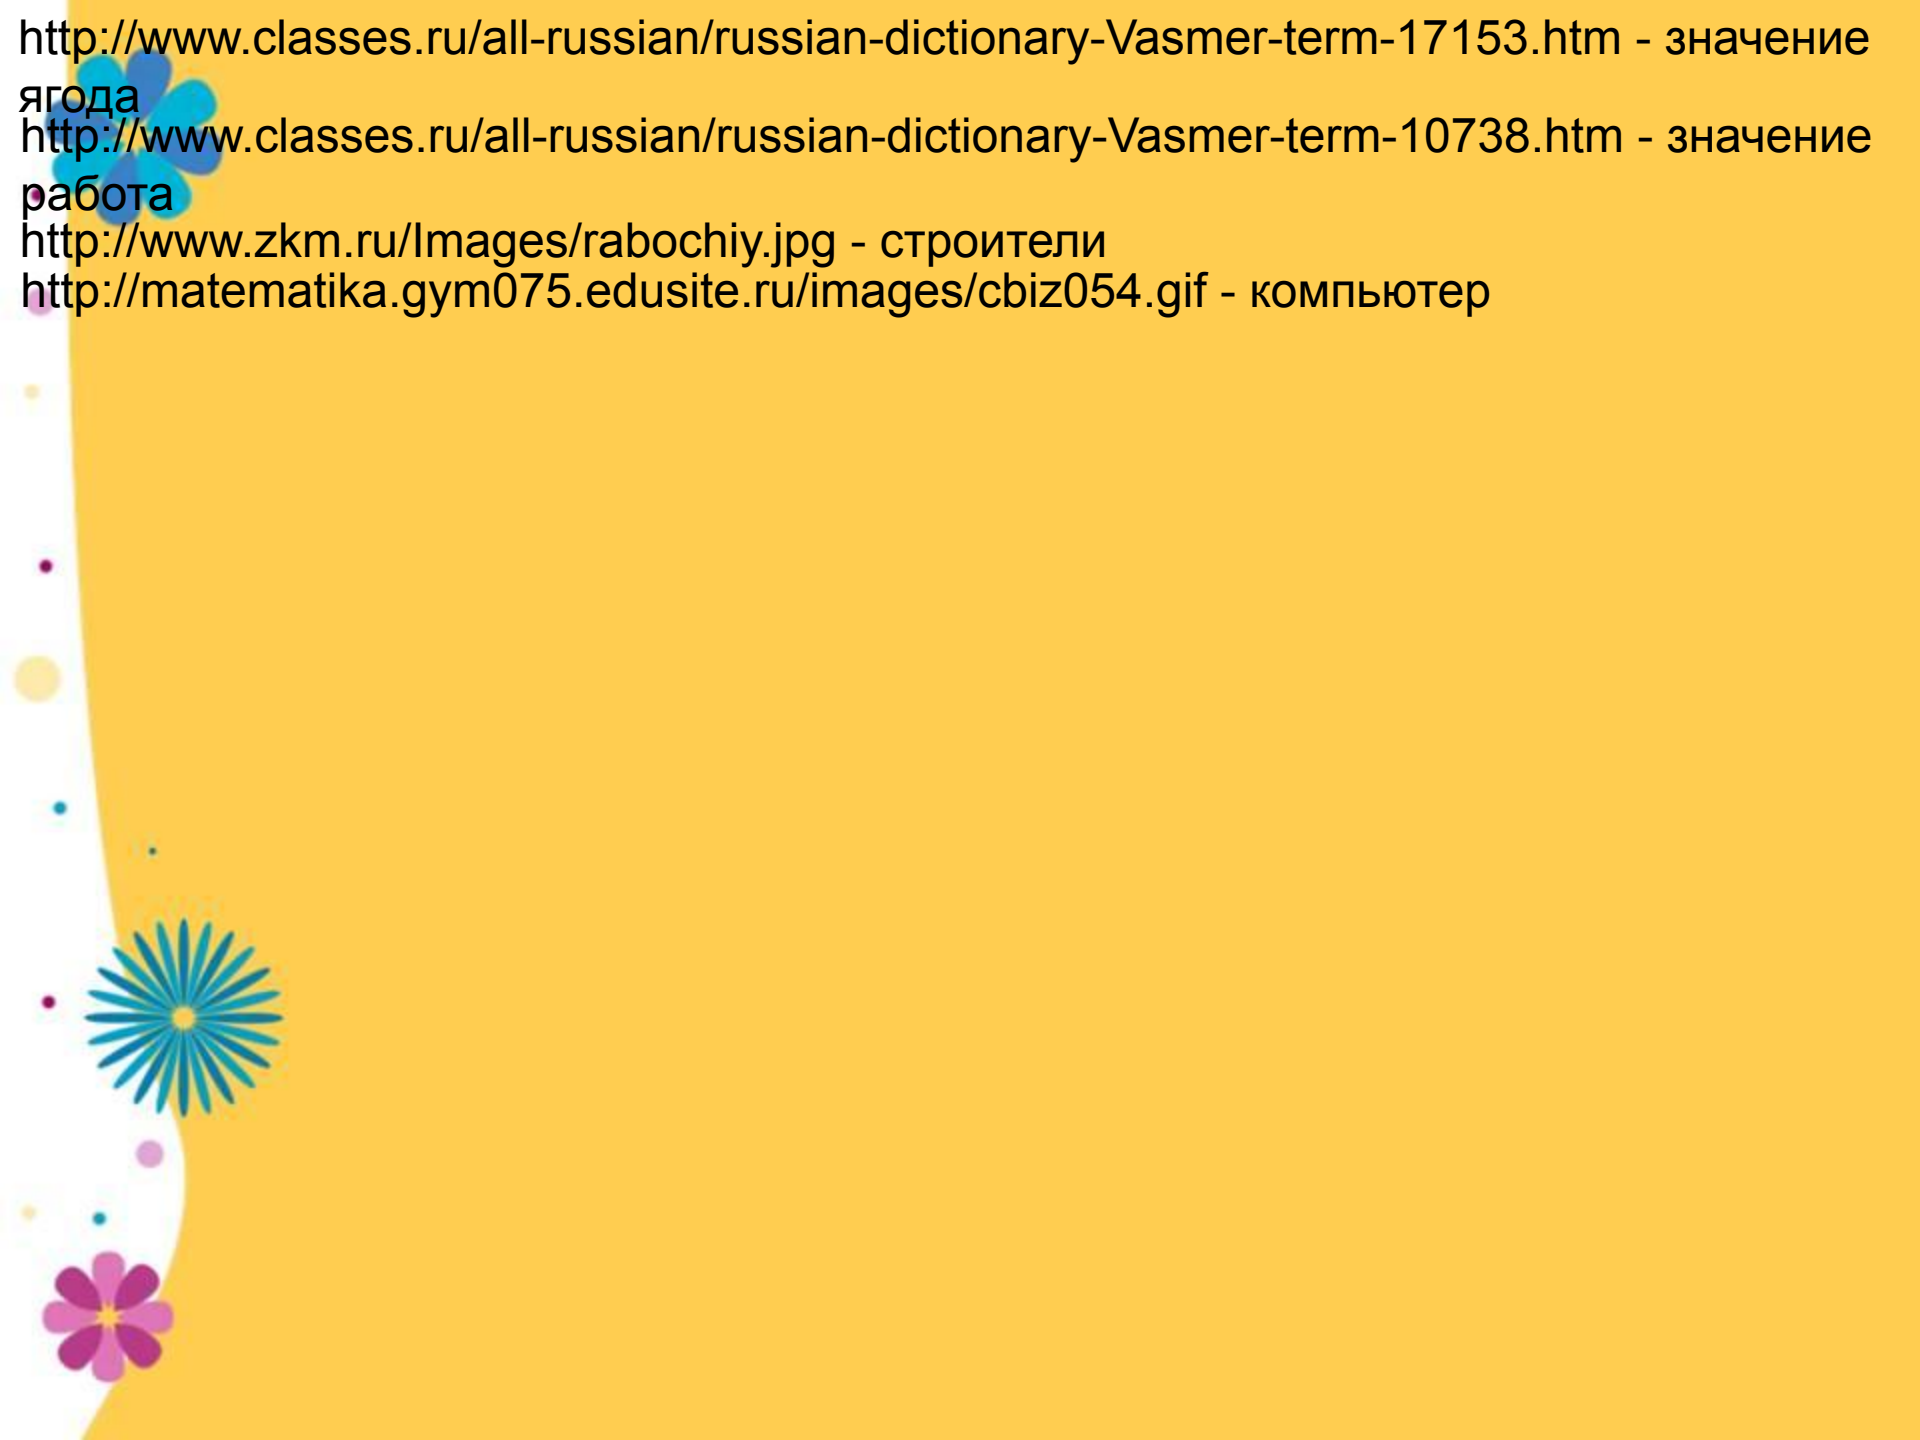 http://www.classes.ru/all-russian/russian-dictionary-Vasmer-term-17153.htm - значение
ягода
http://www.classes.ru/all-russian/russian-dictionary-Vasmer-term-10738.htm - значение
работа
http://www.zkm.ru/Images/rabochiy.jpg - строители
http://matematika.gym075.edusite.ru/images/cbiz054.gif - компьютер